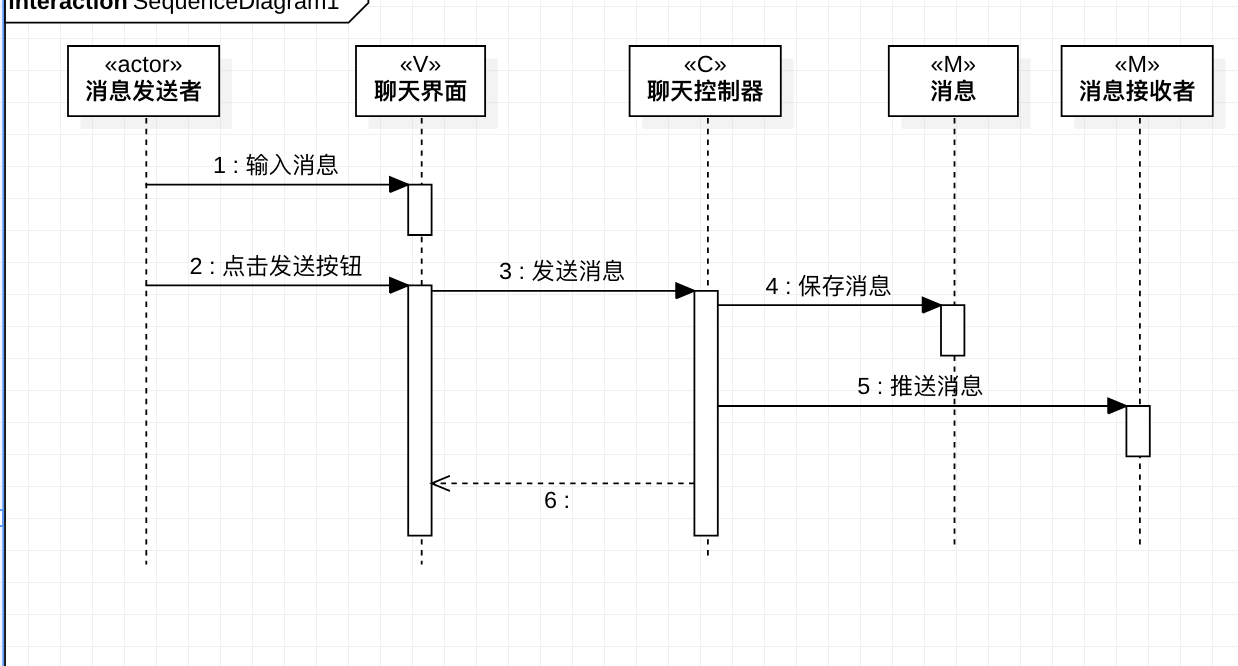 interaction SequenceDiagram1
«actor»
消息发送者
«V»
聊天界面
«C»
聊天控制器
«M»
消息
«M»
消息接收者
1 : 输入消息
2 : 点击发送按钮
3 : 发送消息
4 : 保存消息
5 : 推送消息
6 :